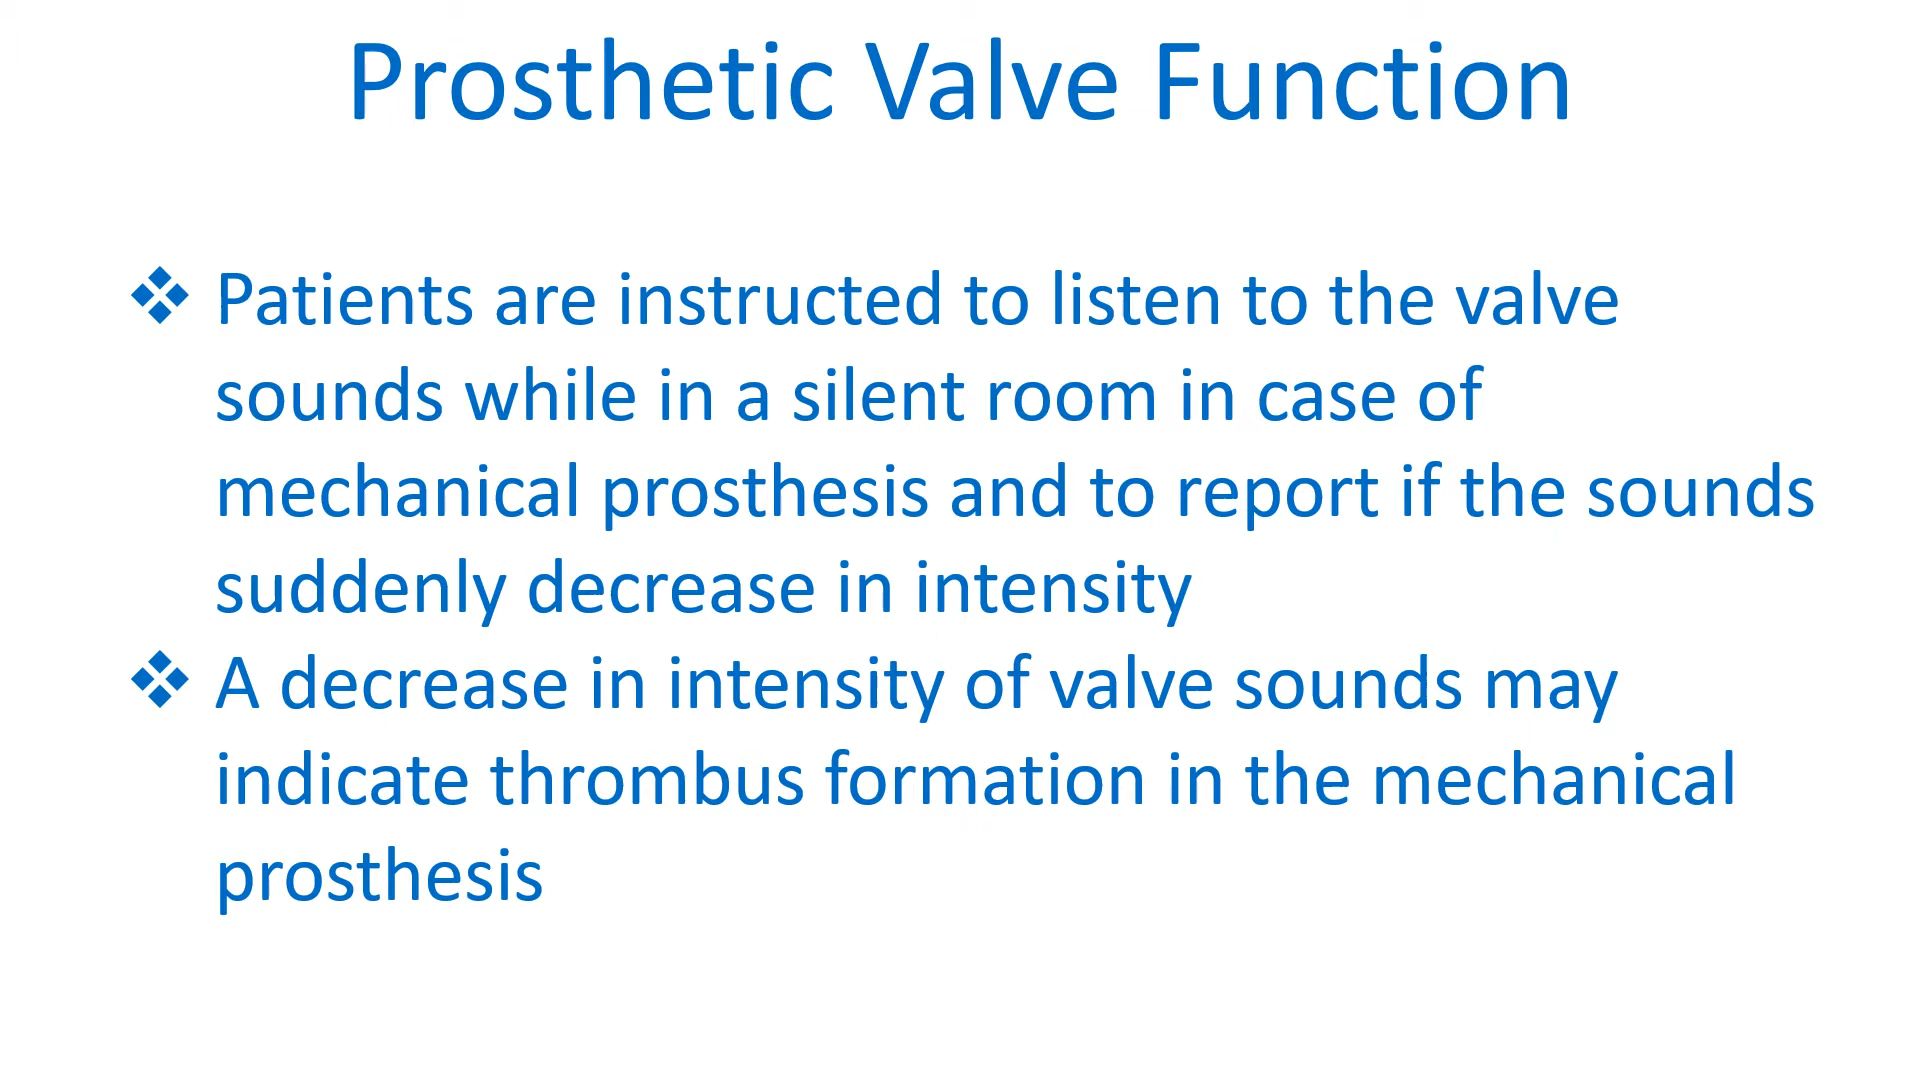 Prosthetic Valve Function
❖ Patients are instructed to listen to the valve
sounds while in a silent room in case of
mechanical prosthesis and to report if the sounds
suddenly decrease in intensity
❖ A decrease in intensity of valve sounds may
indicate thrombus formation in the mechanical
prosthesis